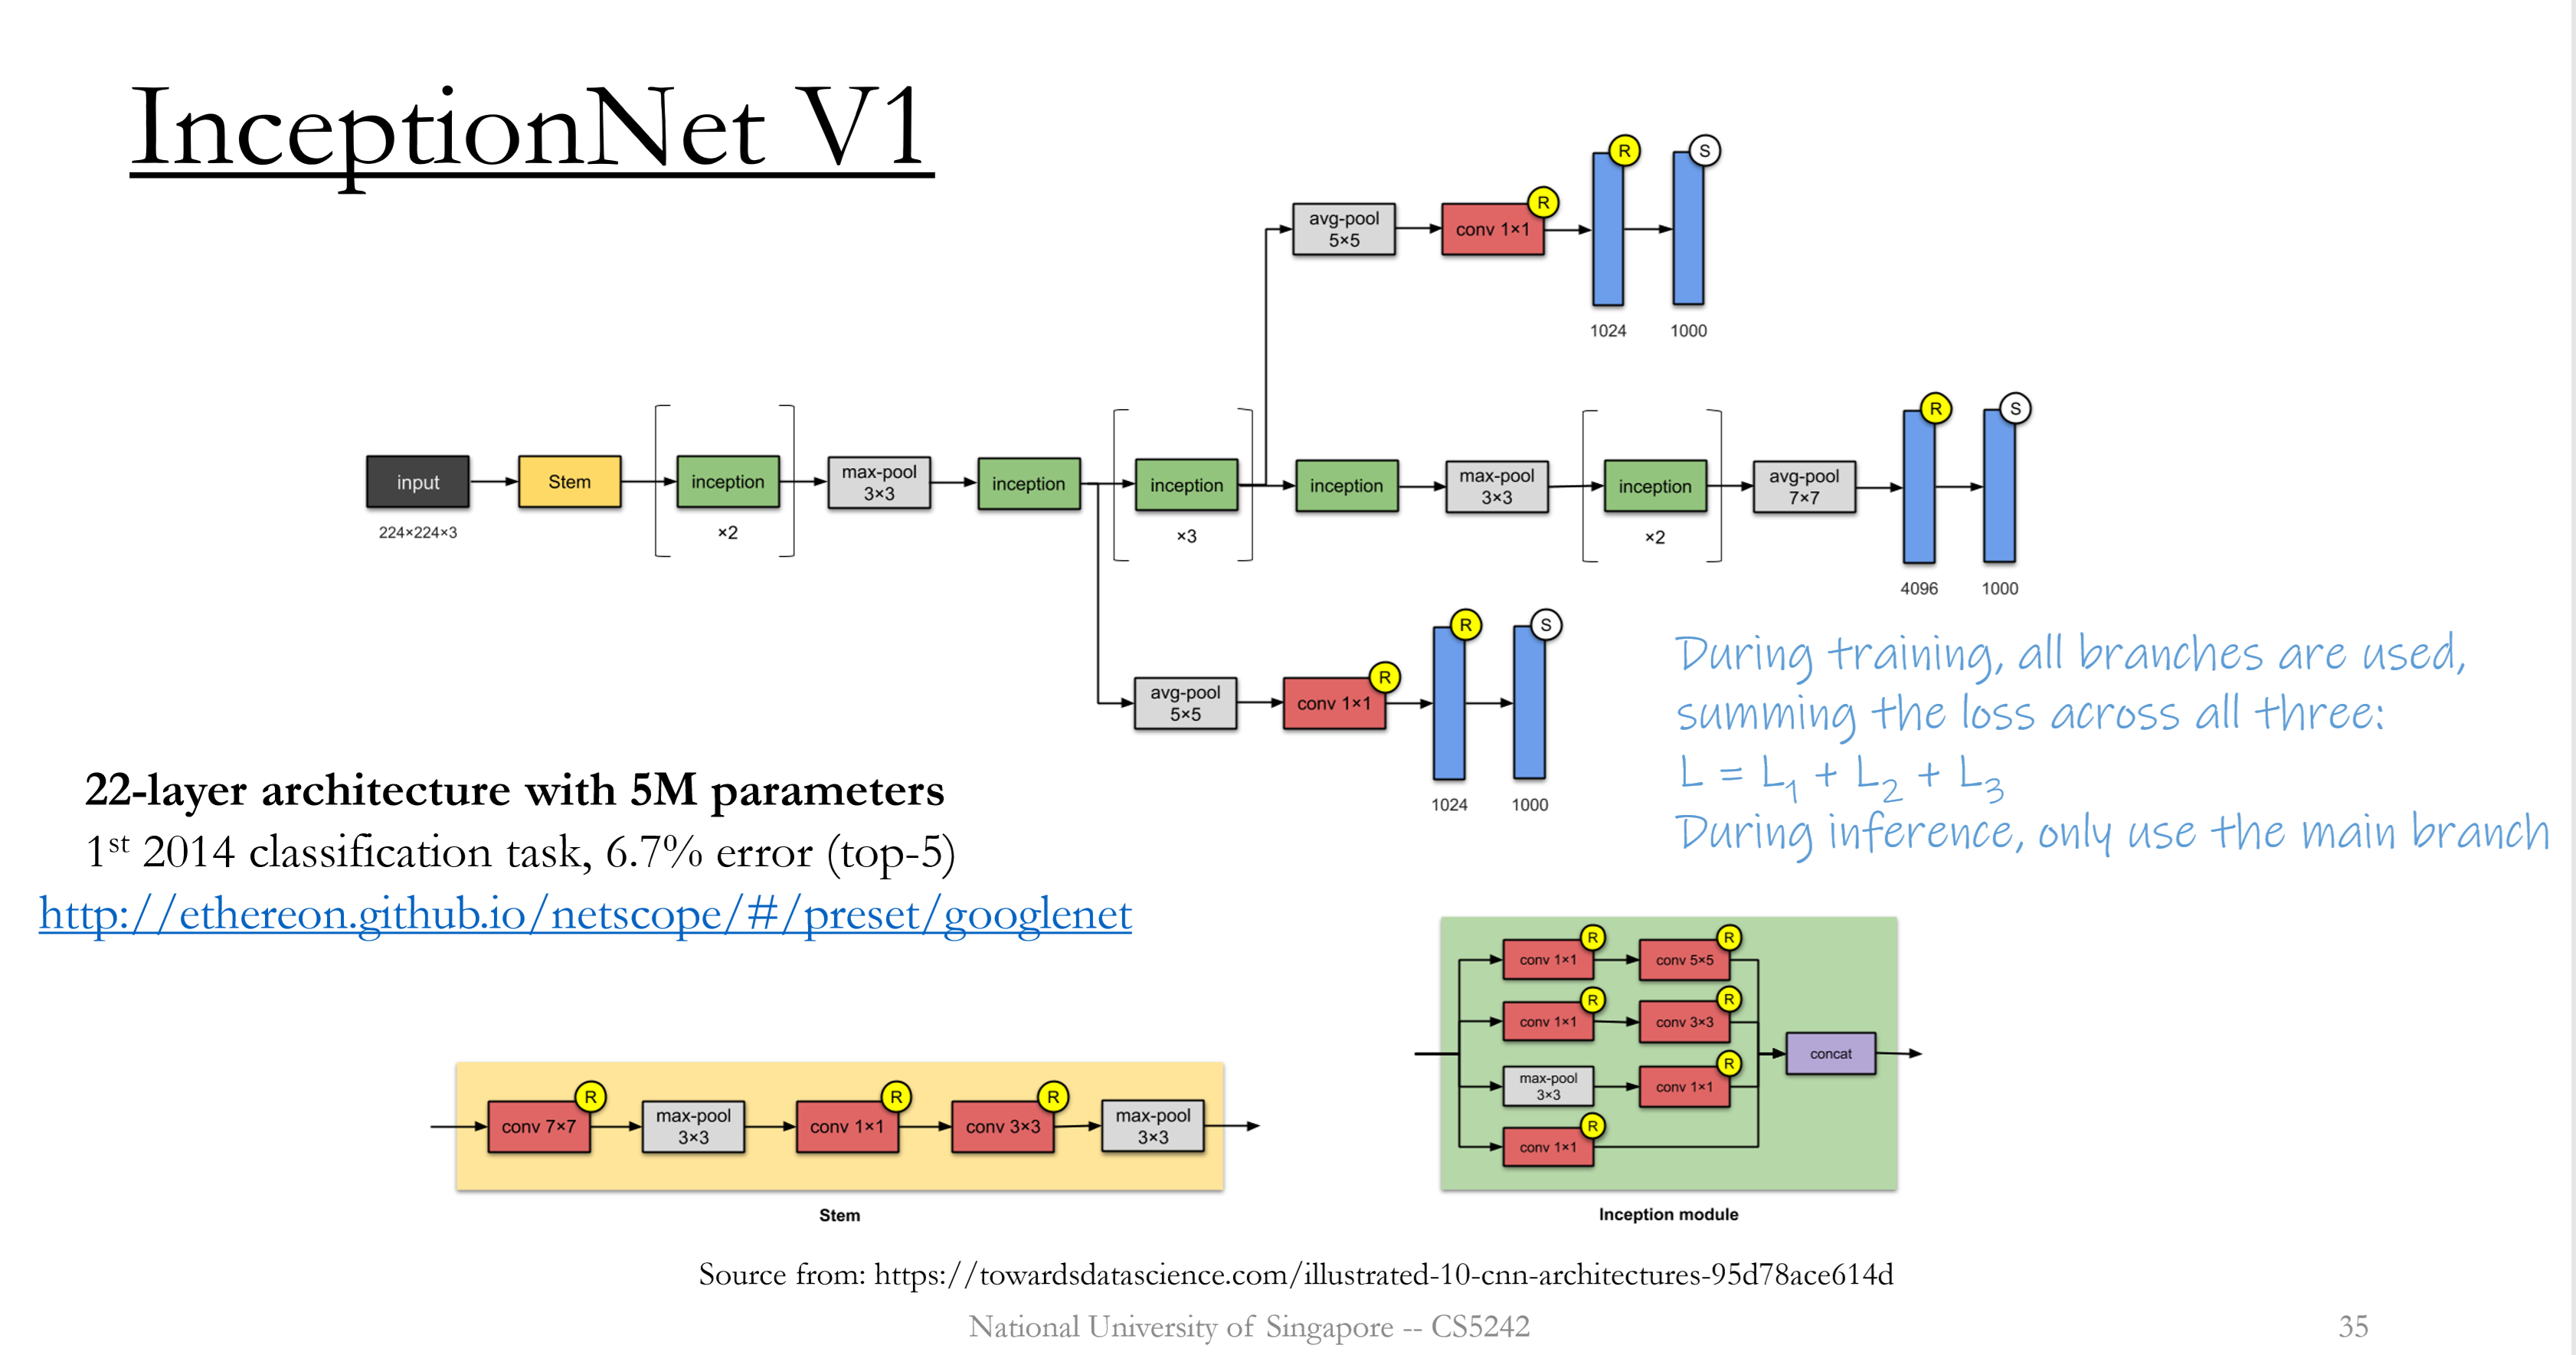 InceptionNet V1
R
S
avg-pool
5×5
R
conv 1×1
1024
1000
input
224×224×3
Stem
inception
×2
max-pool
3×3
inception
inception
×3
inception
max-pool
3×3
inception
×2
avg-pool
7×7
R
S
4096
1000
avg-pool
5×5
R
conv 1×1
R
S
1024
1000
During training, all branches are used,
summing the loss across all three:
L = L1 + L2 + L3
During inference, only use the main branch
22-layer architecture with 5M parameters
1st 2014 classification task, 6.7% error (top-5)
http://ethereon.github.io/netscope/#/preset/googlenet
R
conv 7×7
max-pool
3×3
R
conv 1×1
R
conv 3×3
max-pool
3×3
Stem
R
conv 1×1
R
conv 5×5
R
conv 1×1
R
conv 3×3
max-pool
3×3
R
conv 1×1
R
conv 1×1
concat
Inception module
Source from: https://towardsdatascience.com/illustrated-10-cnn-architectures-95d78ace614d
National University of Singapore -- CS5242
35